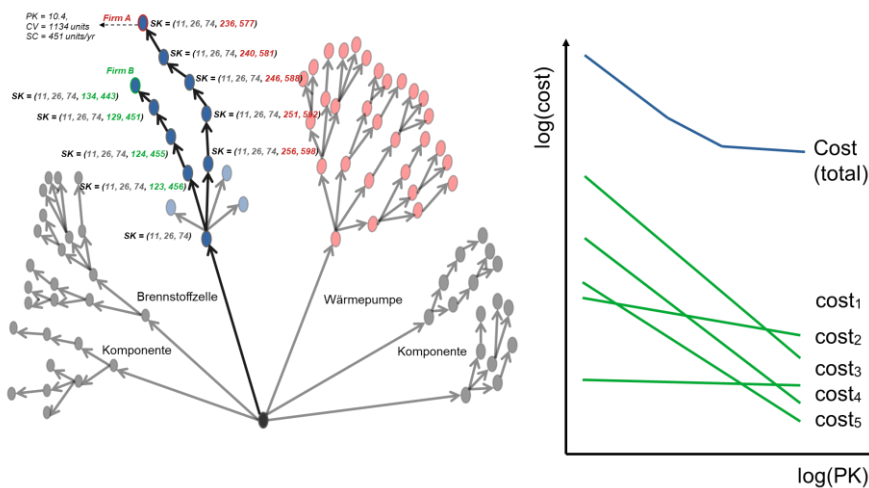 PK = 10.4,
CV = 1134 units
SC = 451 units/yr
Firm A
SK = (11, 26, 74, 236, 577)
SK = (11, 26, 74, 240, 581)
Firm B
SK = (11, 26, 74, 246, 588)
SK = (11, 26, 74, 134, 443)
SK = (11, 26, 74, 251, 592)
SK = (11, 26, 74, 129, 451)
SK = (11, 26, 74, 124, 455)
SK = (11, 26, 74, 256, 598)
SK = (11, 26, 74, 123, 456)
SK = (11, 26, 74)
Brennstoffzelle
Wärmepumpe
Komponente
Komponente
log(cost)
Cost
(total)
cost1
cost2
cost3
cost4
cost5
log(PK)